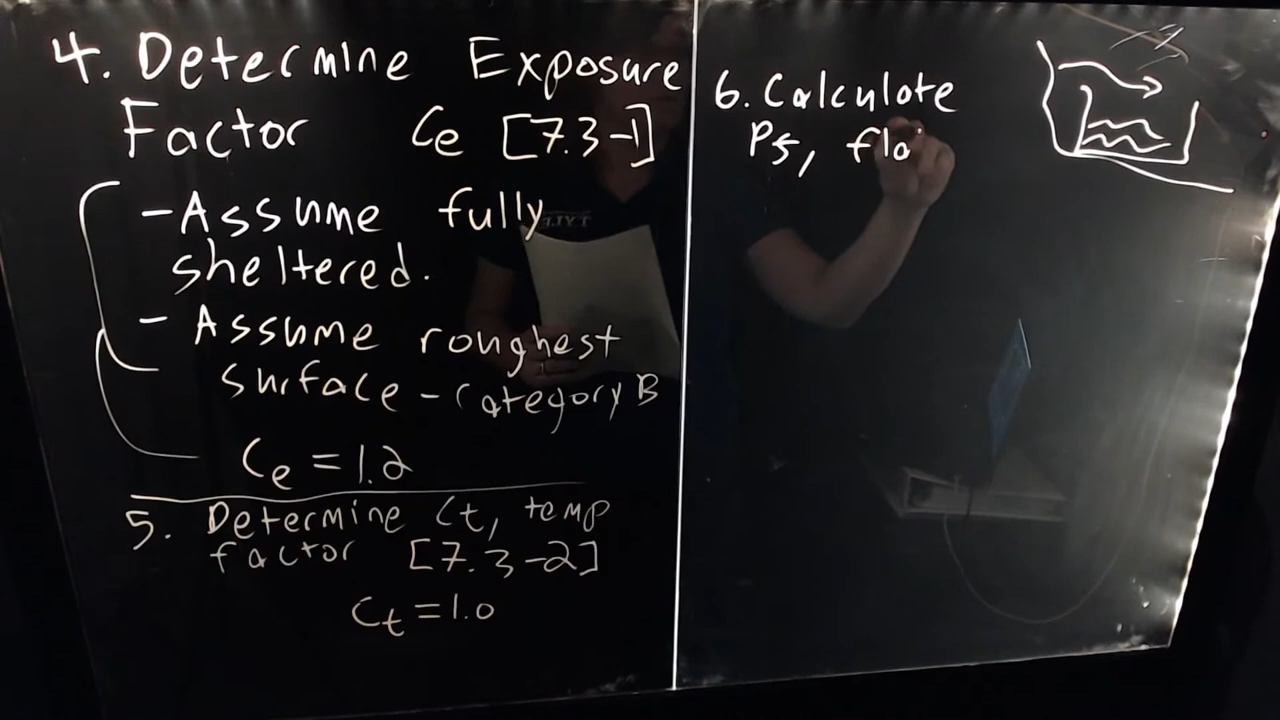 4. Determine Exposure
Factor Ce [7.3-1]
- Assume fully
sheltered.
- Assume roughest
surface - Category B
Ce = 1.2
5. Determine Ct, temp
factor [7.3-2]
Ct = 1.0
6. Calculate
Ps, fla